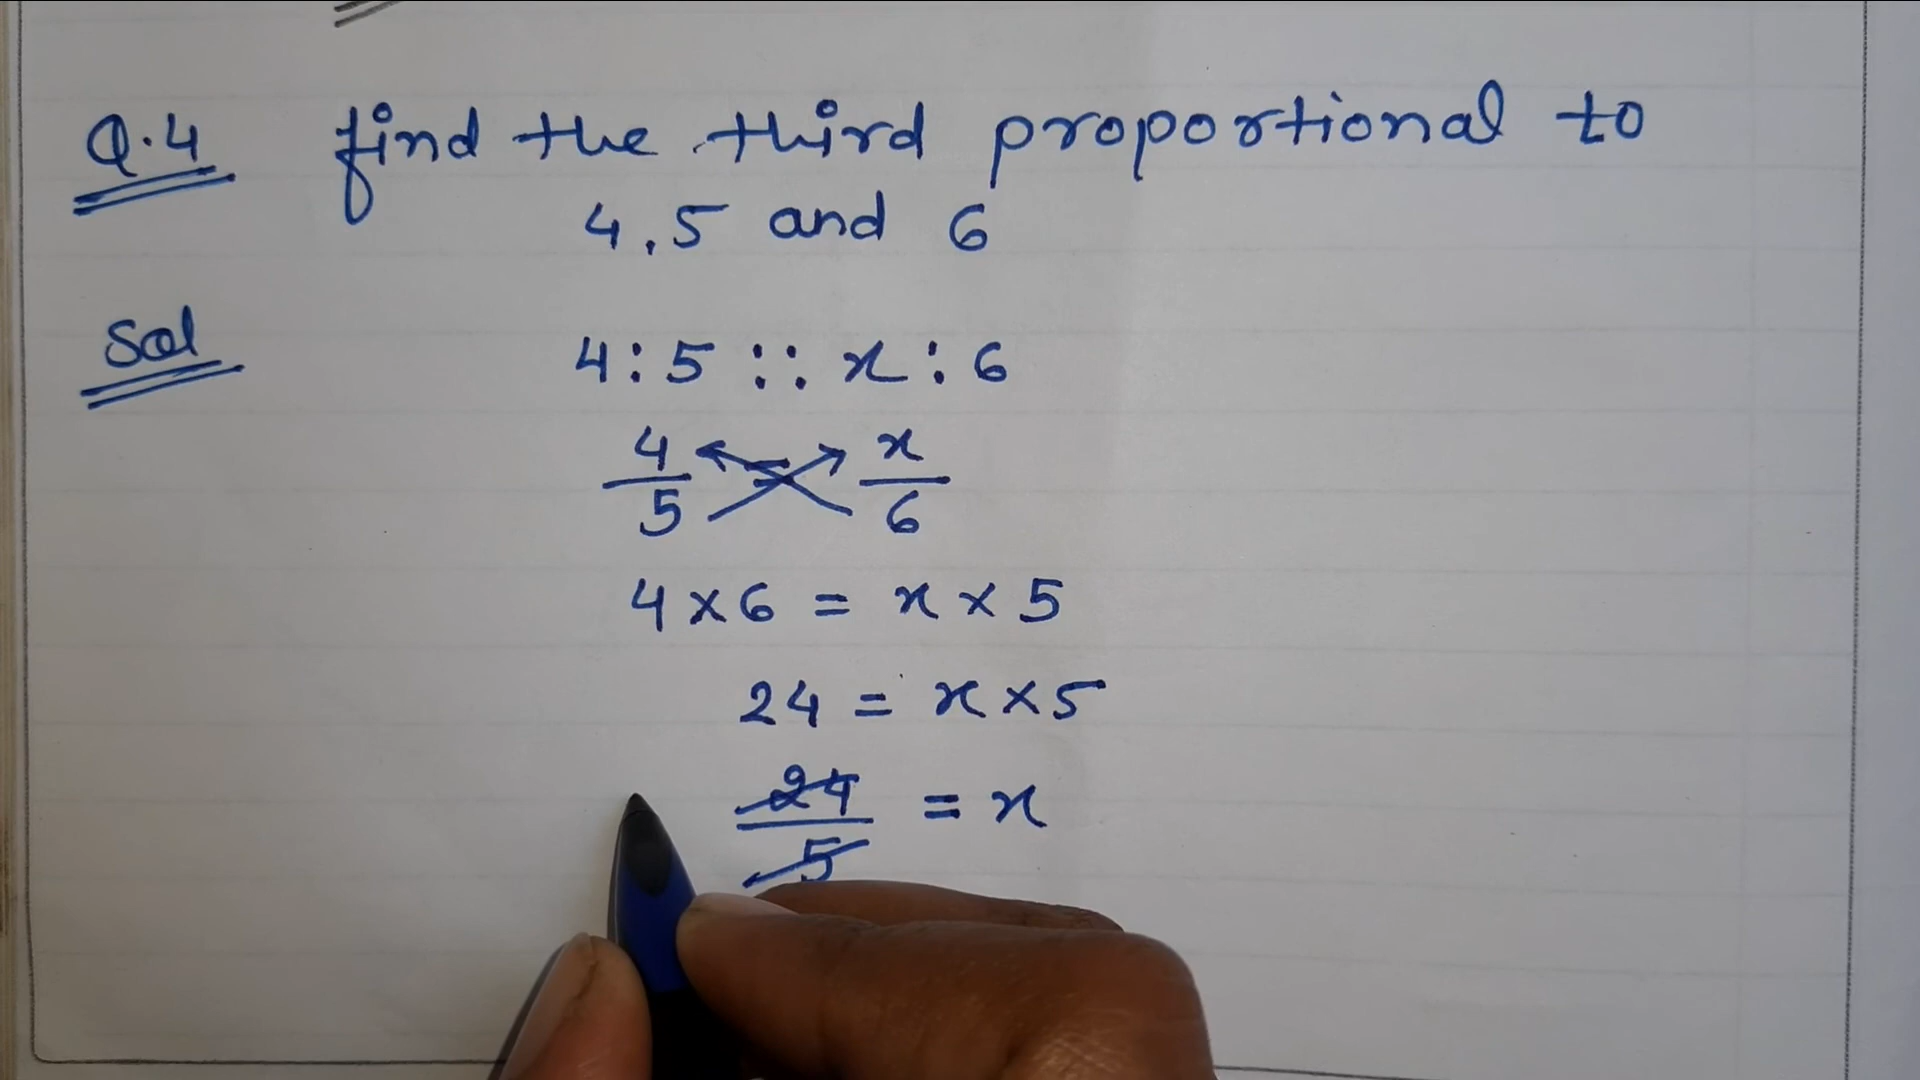 Q.4 find the third proportional to
4,5 and 6
Sol
4:5 :: x:6
4/5 = x/6
4×6 = x×5
24 = x×5
24/5 = x